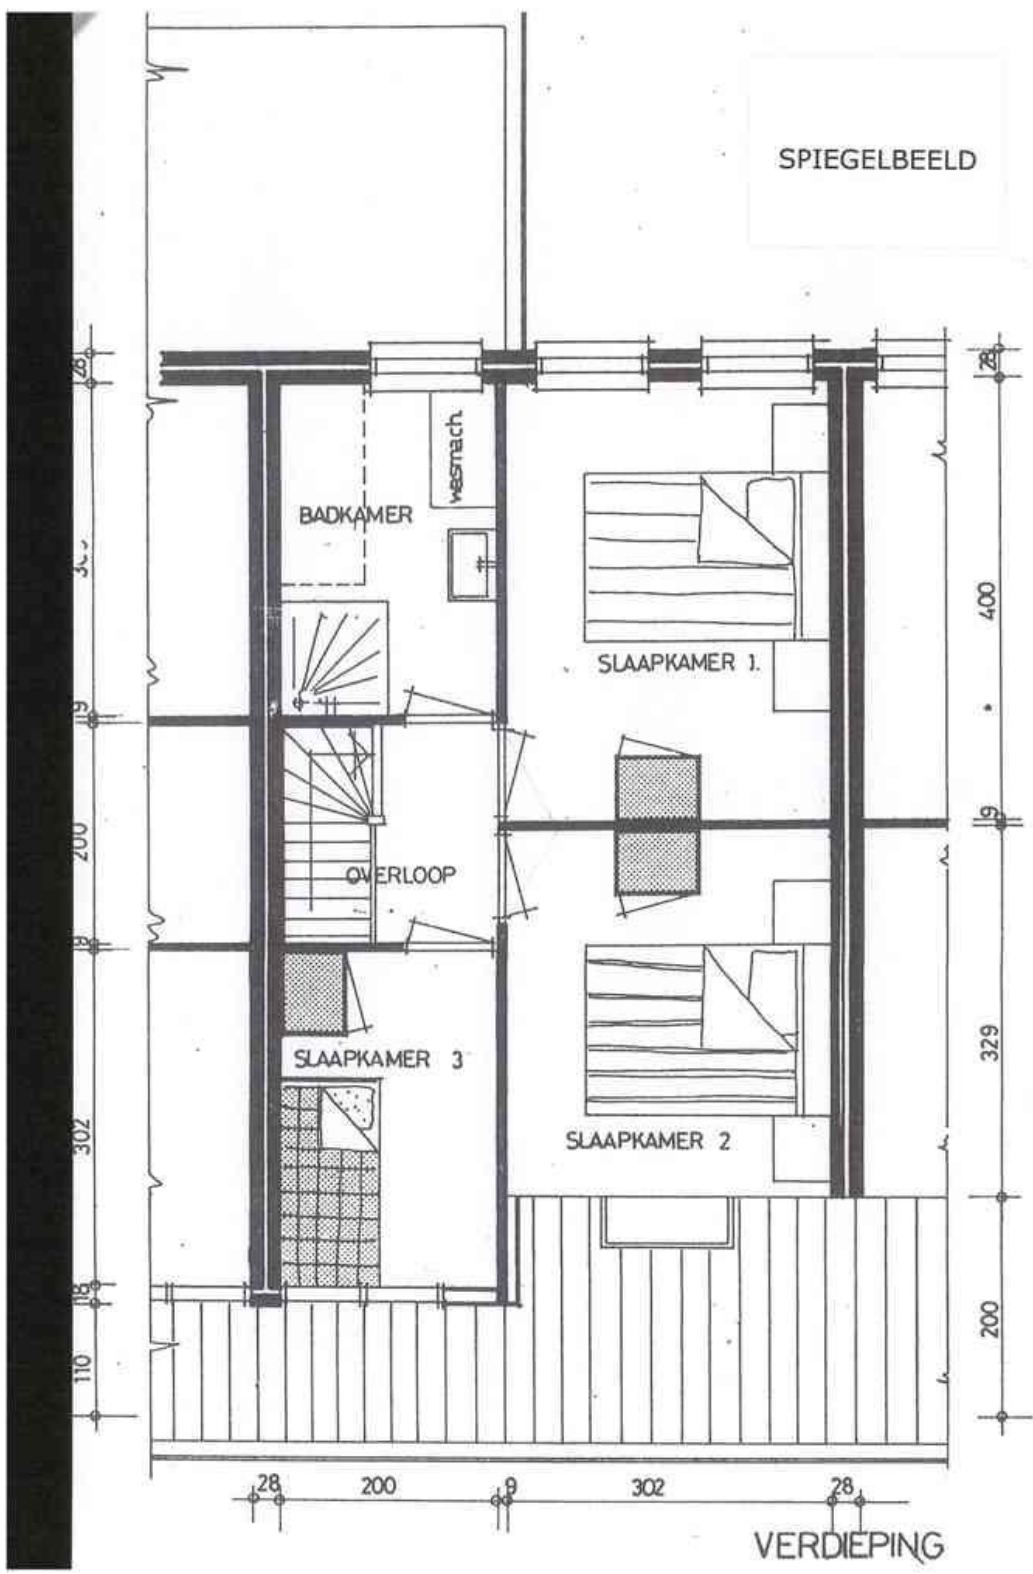 SPIEGELBEELD
28
28
wasmach.
BADKAMER
400
SLAAPKAMER 1.
9
9
200
OVERLOOP
9
SLAAPKAMER 3
329
302
SLAAPKAMER 2
18
200
110
28
200
9
302
28
VERDIEPING